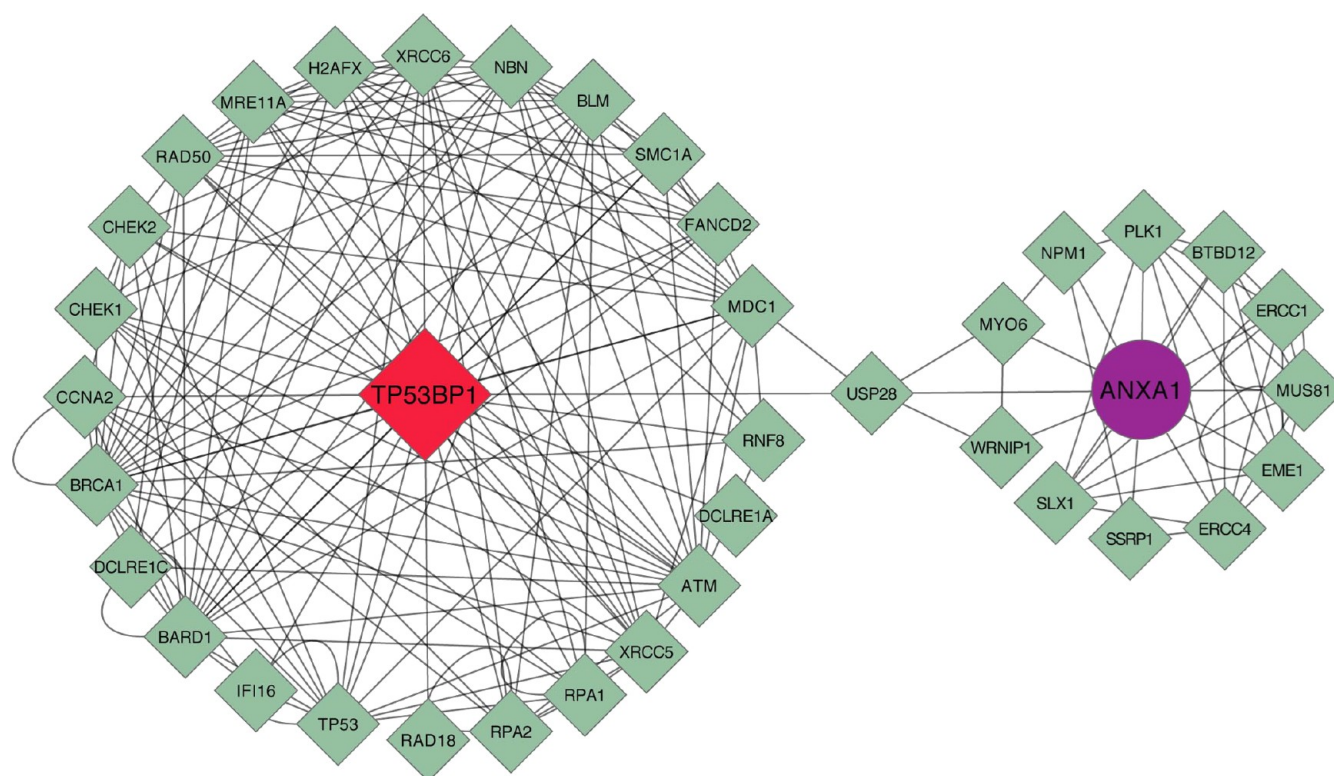 XRCC6
H2AFX
NBN
MRE11A
BLM
RAD50
SMC1A
CHEK2
FANCD2
CHEK1
MDC1
CCNA2
TP53BP1
BRCA1
RNF8
DCLRE1A
DCLRE1C
ATM
BARD1
XRCC5
IFI16
RPA1
TP53
RPA2
RAD18
USP28
PLK1
NPM1
BTBD12
MYO6
ERCC1
ANXA1
MUS81
WRNIP1
EME1
SLX1
ERCC4
SSRP1